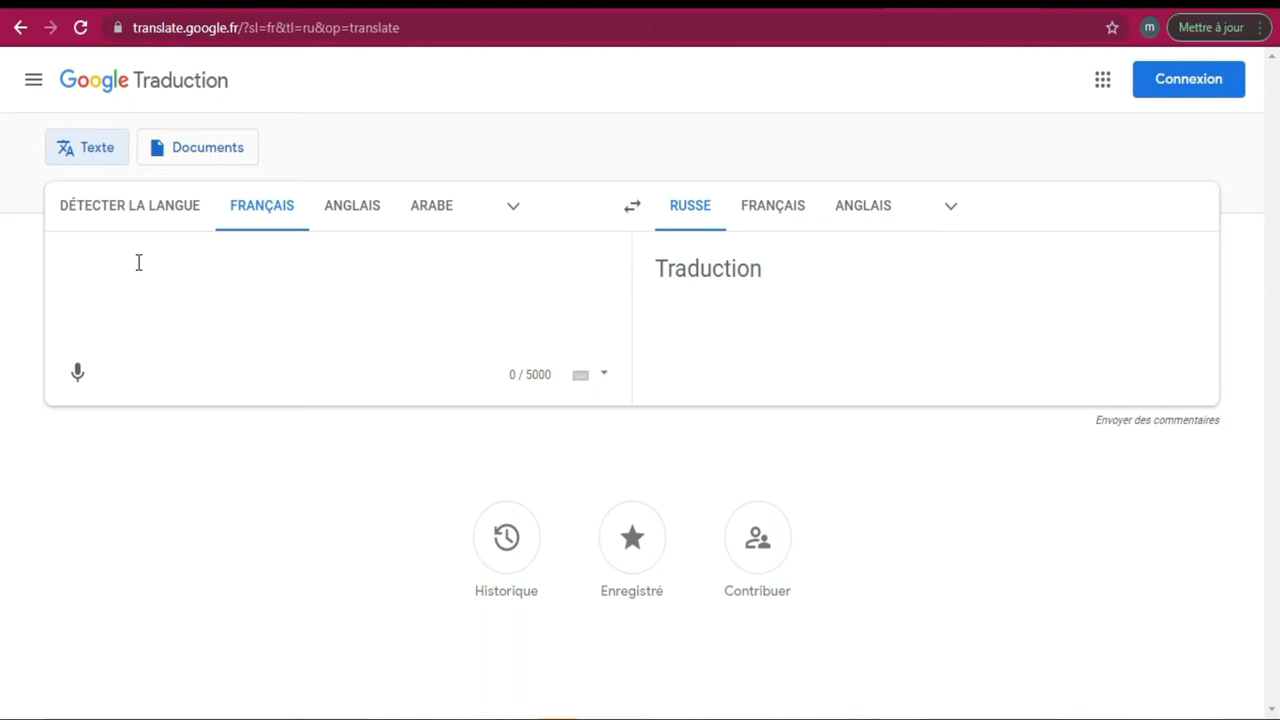 translate.google.fr/?sl=fr&tl=ru&op=translate
m
Mettre à jour
Google Traduction
Connexion
Texte
Documents
DÉTECTER LA LANGUE FRANÇAIS ANGLAIS ARABE RUSSE FRANÇAIS ANGLAIS
Traduction
0 / 5000
Envoyer des commentaires
Historique Enregistré Contribuer